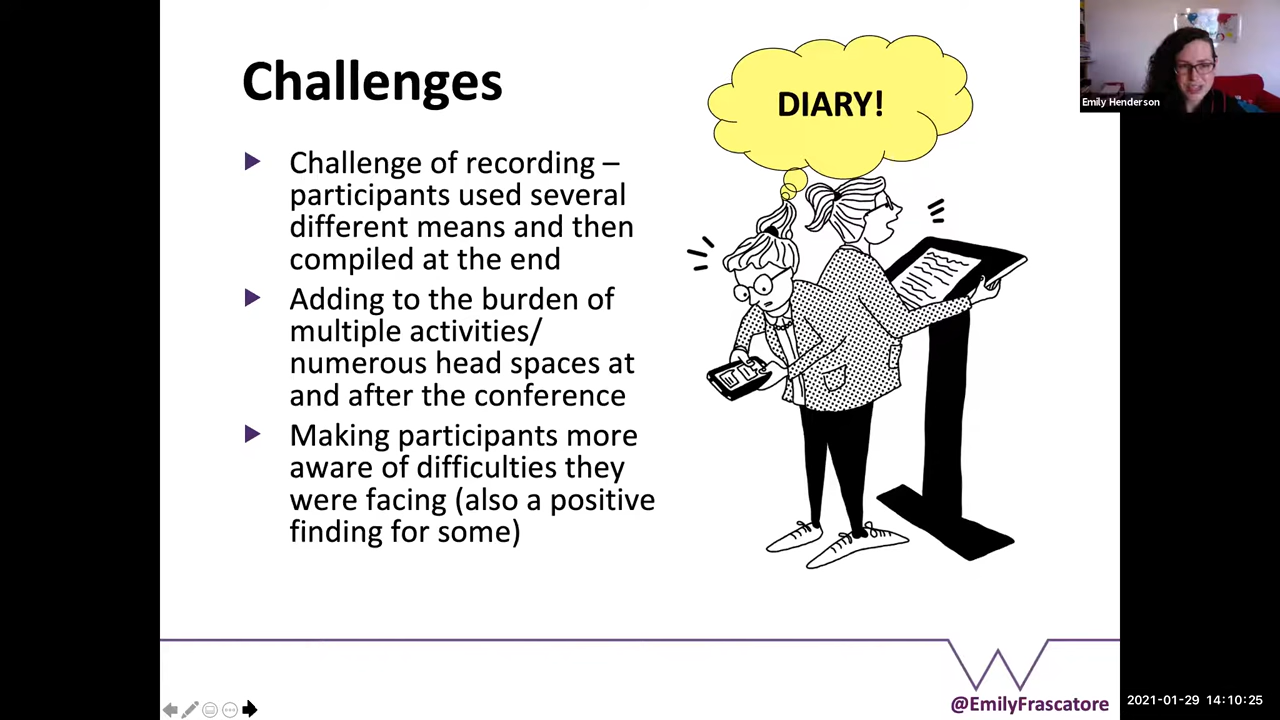 Challenges
Challenge of recording –
participants used several
different means and then
compiled at the end
Adding to the burden of
multiple activities/
numerous head spaces at
and after the conference
Making participants more
aware of difficulties they
were facing (also a positive
finding for some)
DIARY!
Emily Henderson
@EmilyFrascatore
2021-01-29 14:10:25